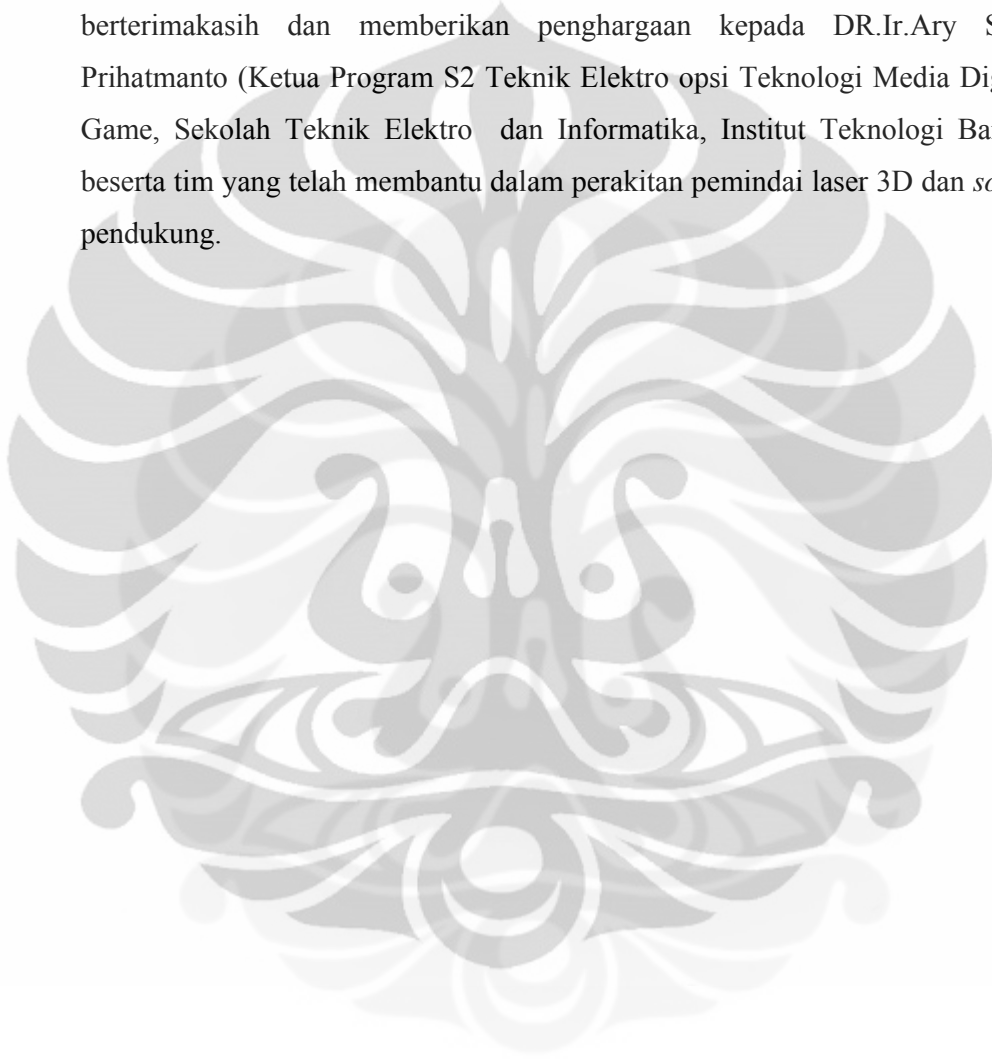 berterimakasih dan memberikan penghargaan kepada DR.Ir.Ary
Prihatmanto (Ketua Program S2 Teknik Elektro opsi Teknologi Media
Game, Sekolah Teknik Elektro dan Informatika, Institut Teknologi
beserta tim yang telah membantu dalam perakitan pemindai laser 3D dan
pendukung.